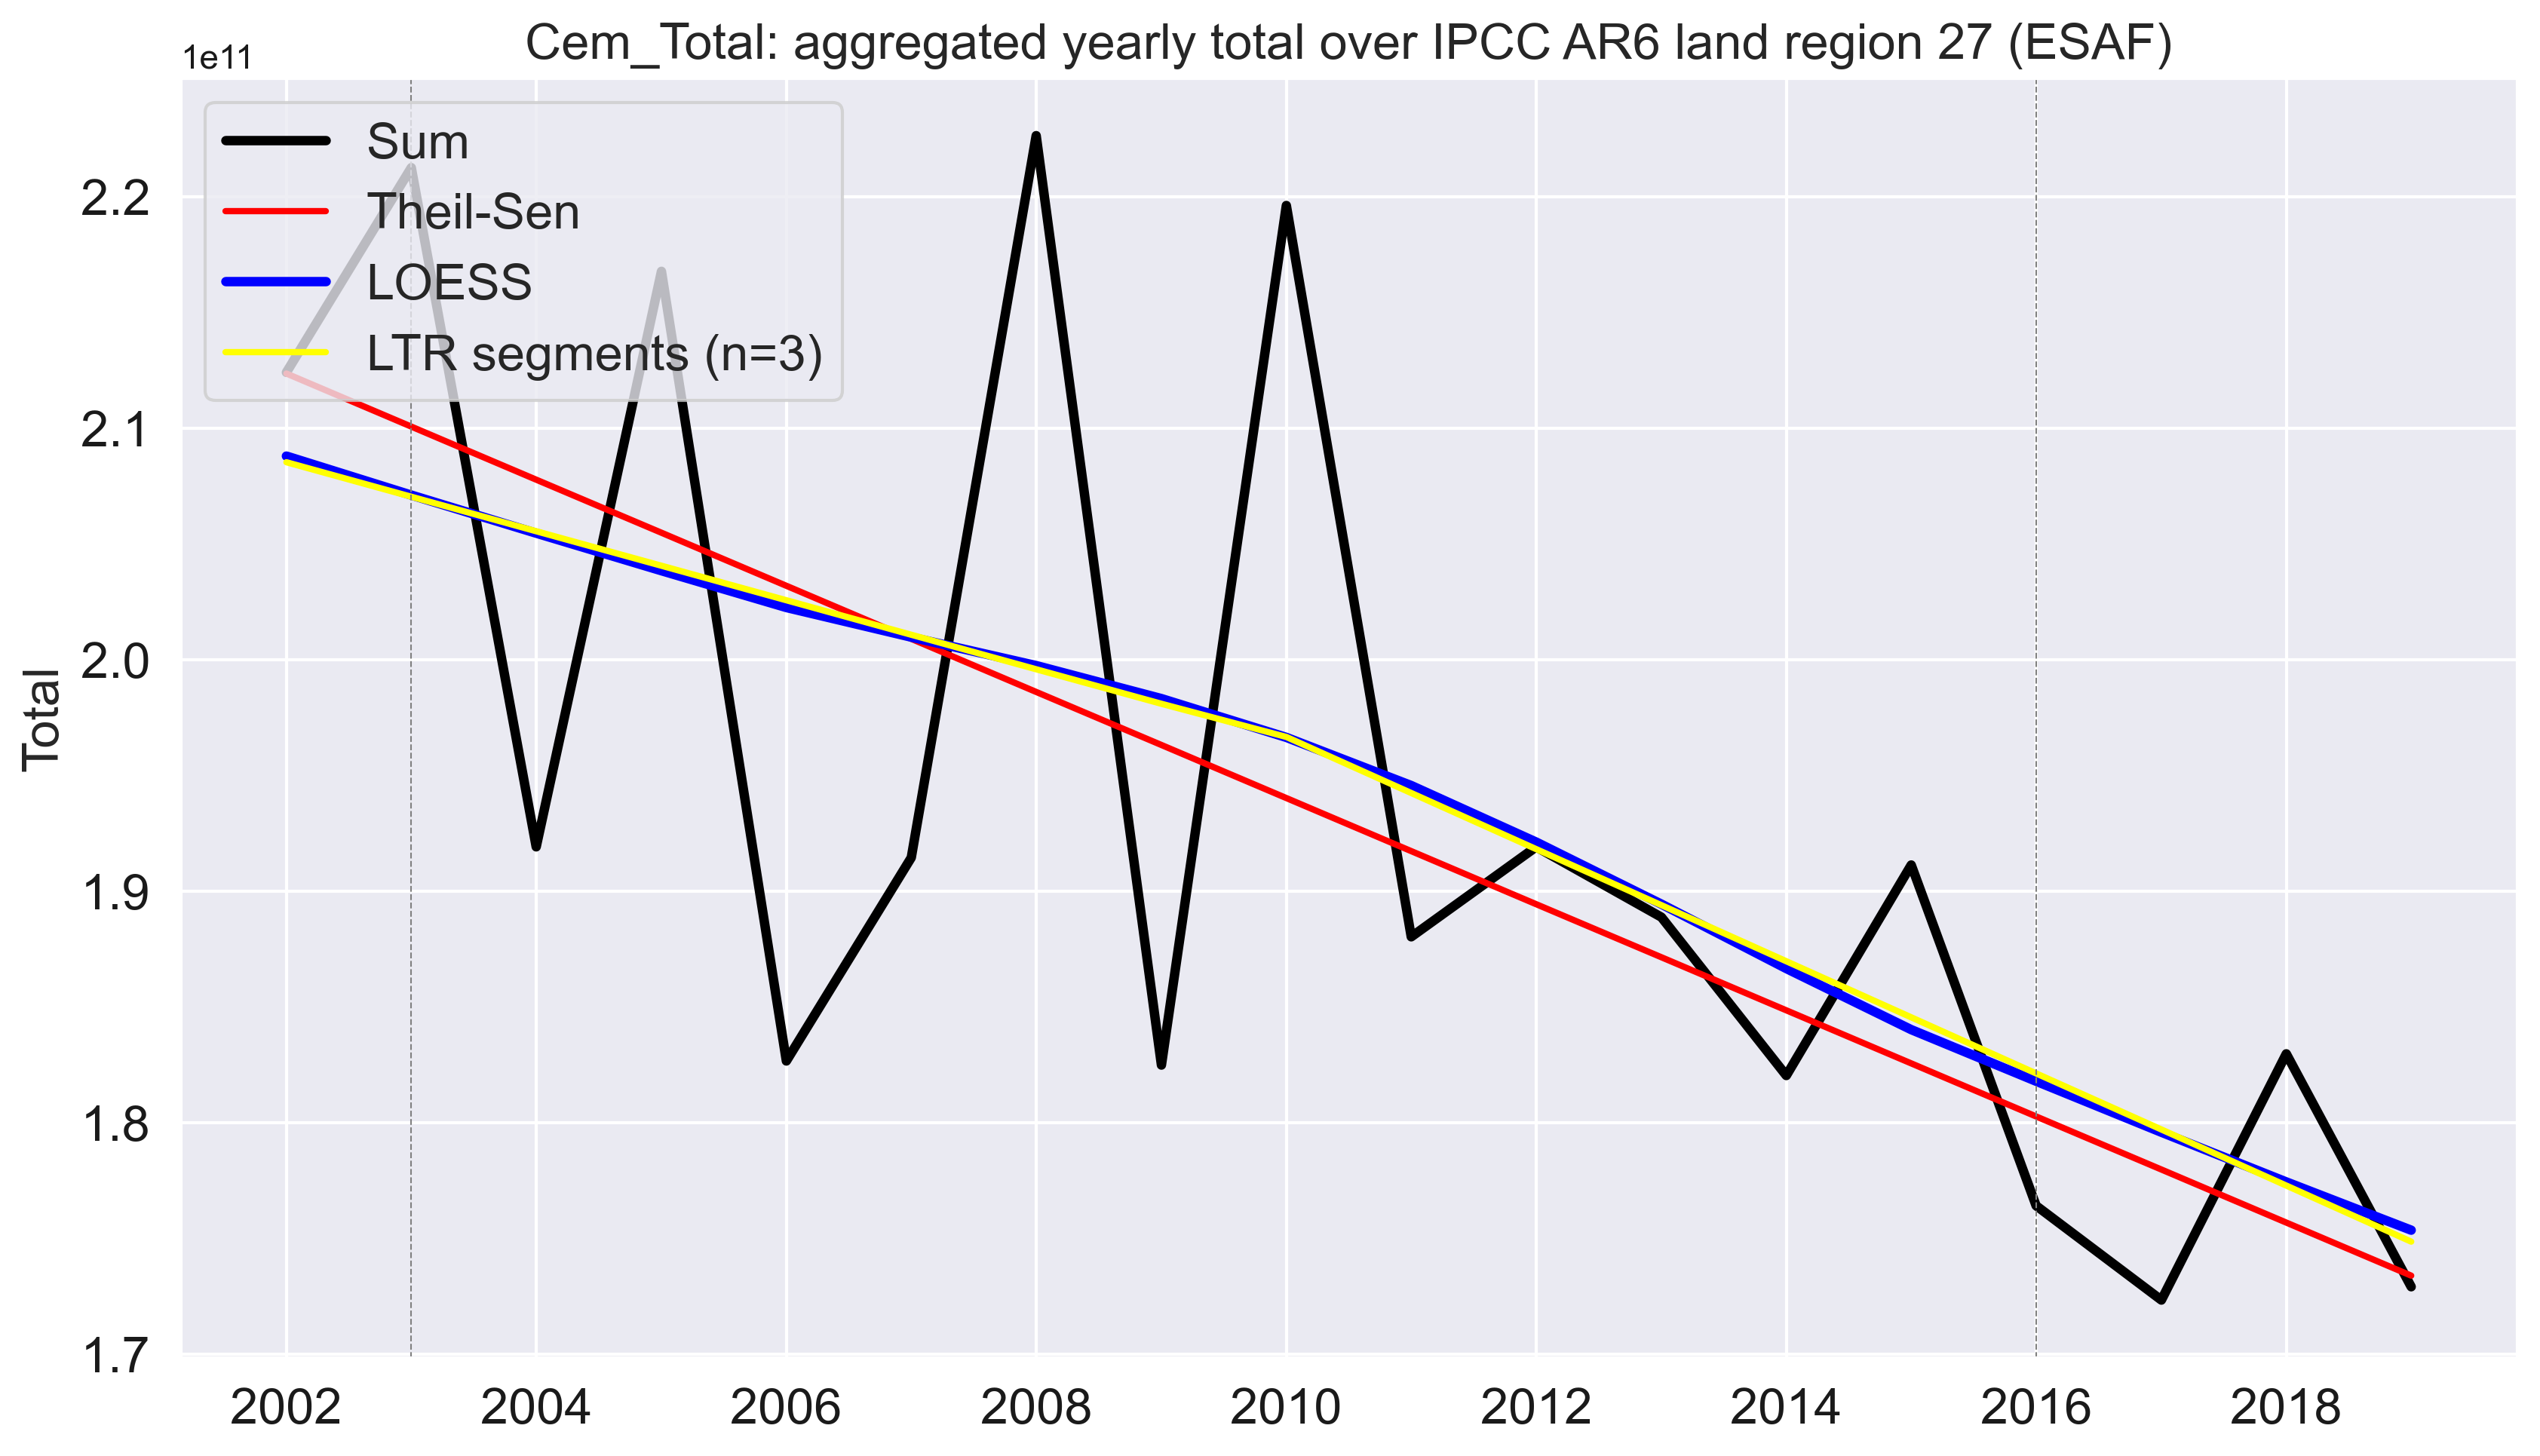 Cem_Total: aggregated yearly total over IPCC AR6 land region 27 (ESAF)
1e11
Sum
Theil-Sen
LOESS
LTR segments (n=3)
Total
2.2
2.1
2.0
1.9
1.8
1.7
2002 2004 2006 2008 2010 2012 2014 2016 2018